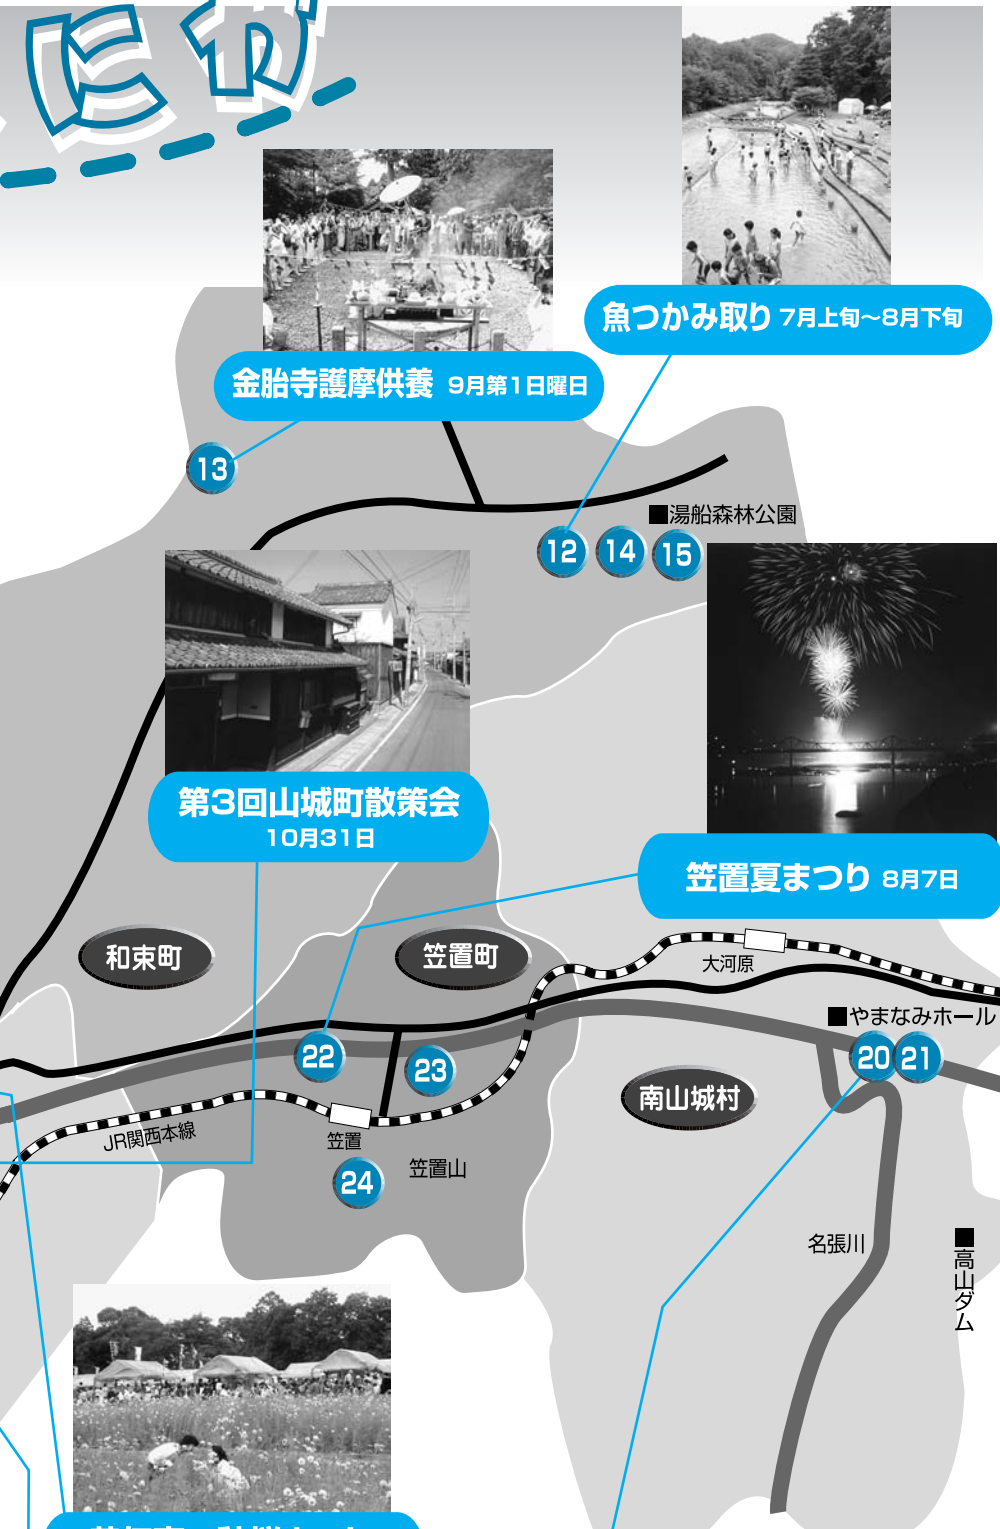 にか
魚つかみ取り 7月上旬〜8月下旬
金胎寺護摩供養 9月第1日曜日
13
■湯船森林公園
12 14 15
第3回山城町散策会
10月31日
笠置夏まつり 8月7日
和束町
笠置町
大河原
■やまなみホール
22
23
20 21
南山城村
JR関西本線
笠置
笠置山
24
名張川
■高山ダム